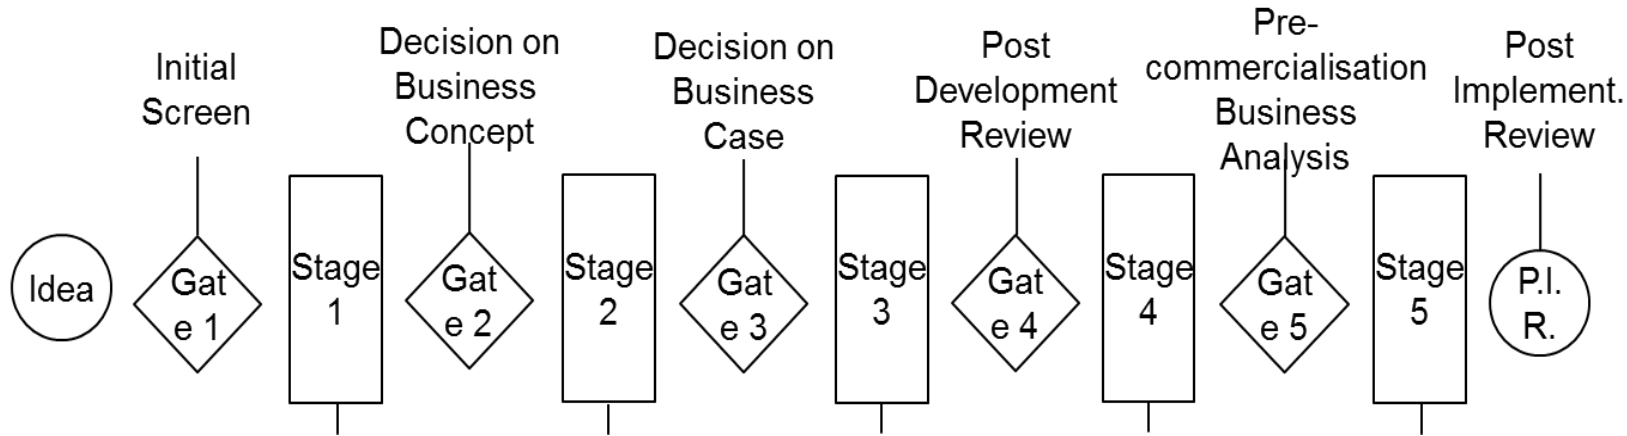 Initial
Screen
Decision on
Business
Concept
Decision on
Business
Case
Post
Development
Review
Pre-
commercialisation
Business
Analysis
Post
Implement.
Review
Idea
Gat
e 1
Stage
1
Gat
e 2
Stage
2
Gat
e 3
Stage
3
Gat
e 4
Stage
4
Gat
e 5
Stage
5
P.I.
R.